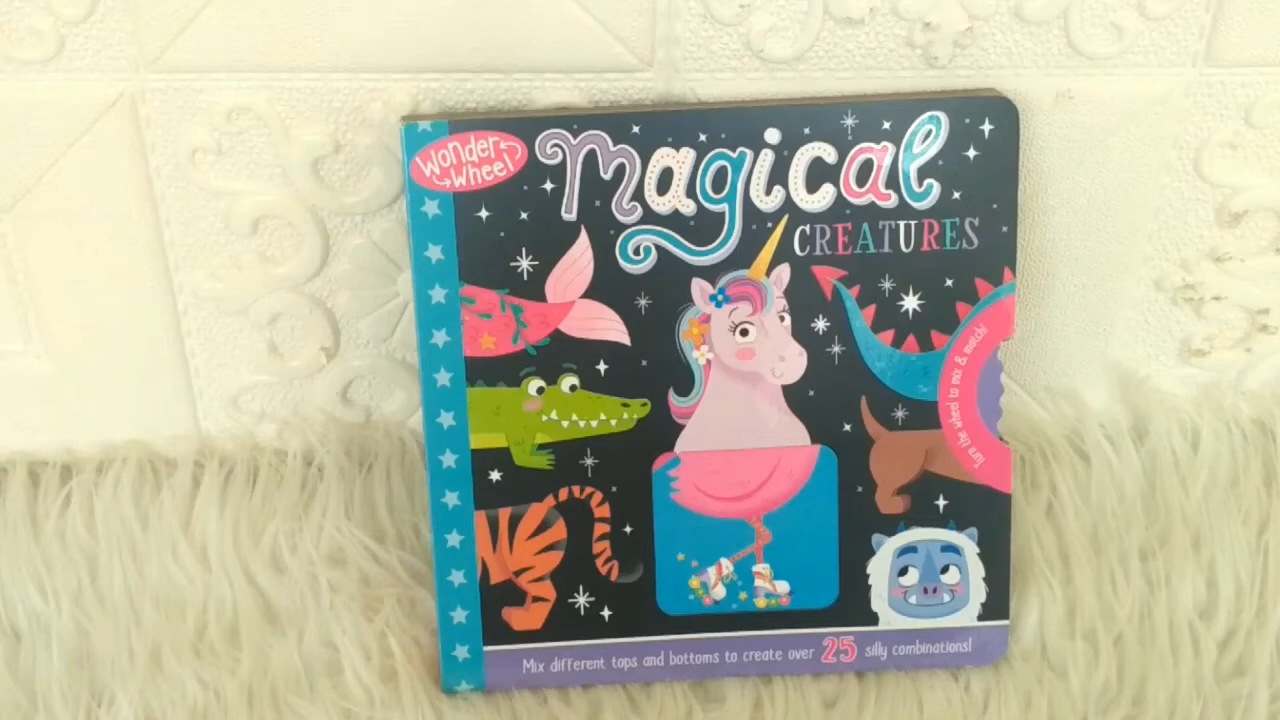 Wonder
Wheel
Magical
CREATURES
Turn the wheel to mix & match!
Mix different tops and bottoms to create over 25 silly combinations!